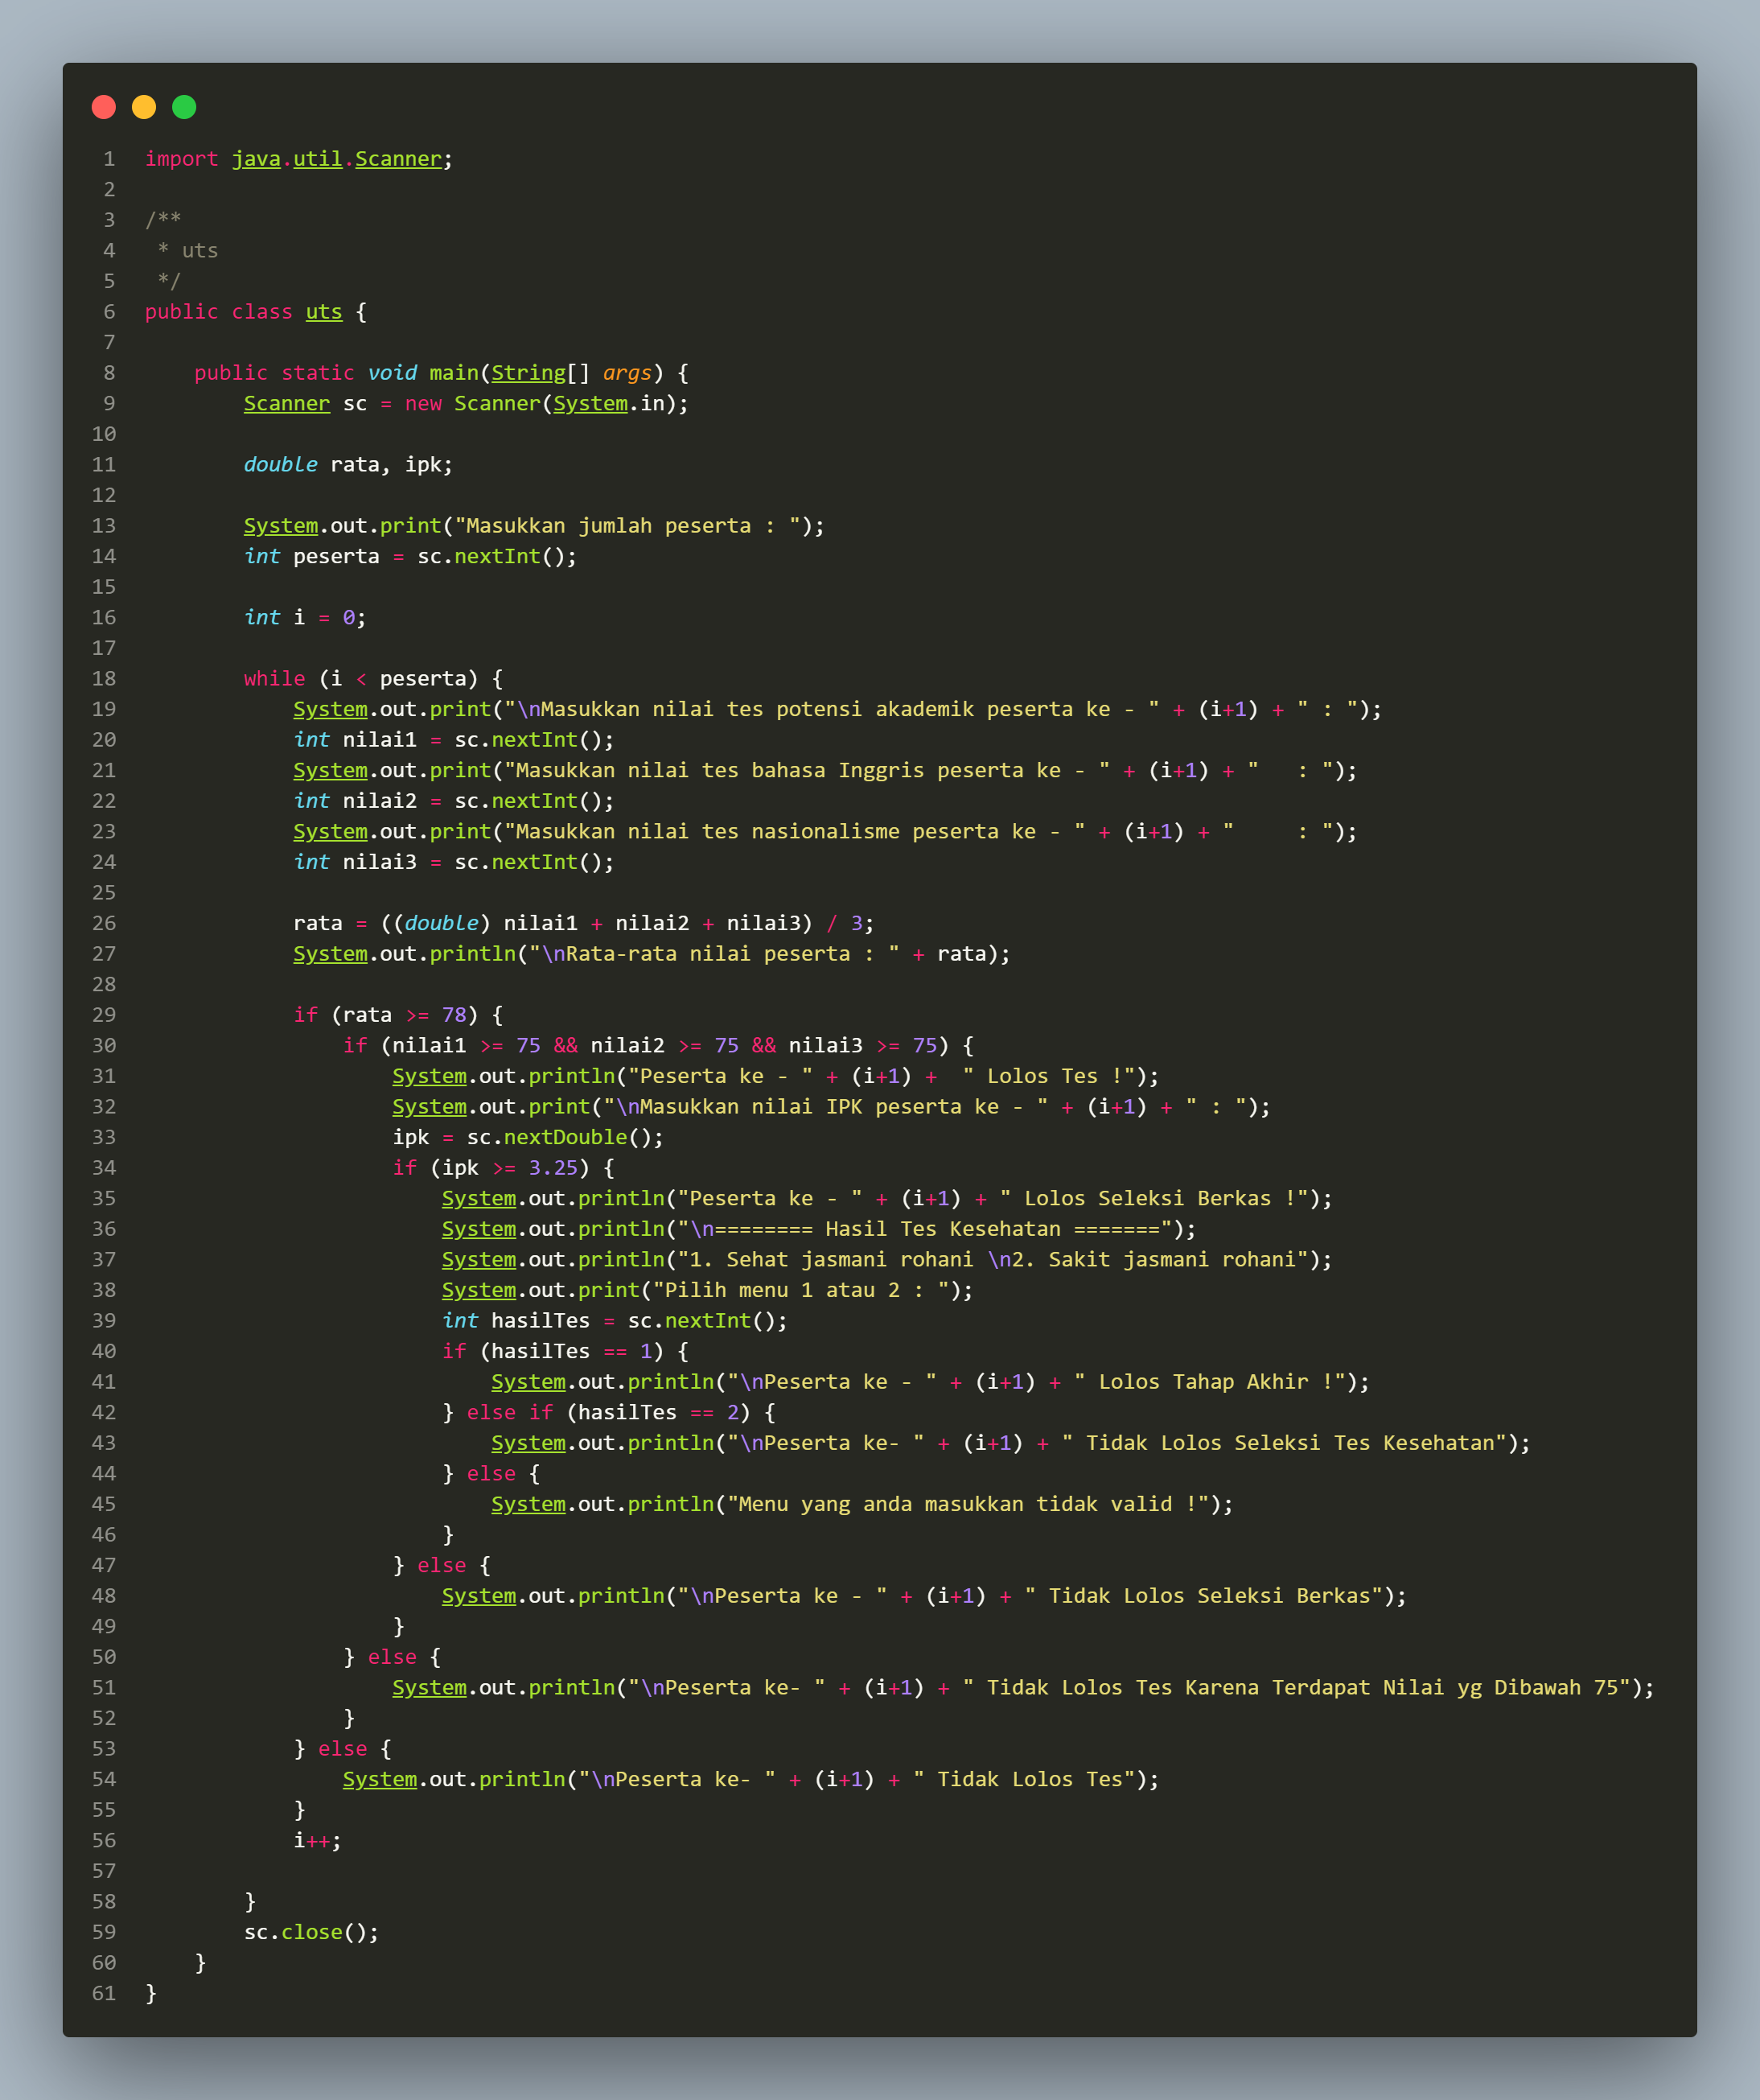 1 import java.util.Scanner;
2
3 /**
4  * uts
5  */
6 public class uts {
7
8     public static void main(String[] args) {
9         Scanner sc = new Scanner(System.in);
10
11         double rata, ipk;
12
13         System.out.print("Masukkan jumlah peserta : ");
14         int peserta = sc.nextInt();
15
16         int i = 0;
17
18         while (i < peserta) {
19             System.out.print("\nMasukkan nilai tes potensi akademik peserta ke - " + (i+1) + " : ");
20             int nilai1 = sc.nextInt();
21             System.out.print("Masukkan nilai tes bahasa Inggris peserta ke - " + (i+1) + "   : ");
22             int nilai2 = sc.nextInt();
23             System.out.print("Masukkan nilai tes nasionalisme peserta ke - " + (i+1) + "     : ");
24             int nilai3 = sc.nextInt();
25
26             rata = ((double) nilai1 + nilai2 + nilai3) / 3;
27             System.out.println("\nRata-rata nilai peserta : " + rata);
28
29             if (rata >= 78) {
30                 if (nilai1 >= 75 && nilai2 >= 75 && nilai3 >= 75) {
31                     System.out.println("Peserta ke - " + (i+1) +  " Lolos Tes !");
32                     System.out.print("\nMasukkan nilai IPK peserta ke - " + (i+1) + " : ");
33                     ipk = sc.nextDouble();
34                     if (ipk >= 3.25) {
35                         System.out.println("Peserta ke - " + (i+1) + " Lolos Seleksi Berkas !");
36                         System.out.println("\n======== Hasil Tes Kesehatan =======");
37                         System.out.println("1. Sehat jasmani rohani \n2. Sakit jasmani rohani");
38                         System.out.print("Pilih menu 1 atau 2 : ");
39                         int hasilTes = sc.nextInt();
40                         if (hasilTes == 1) {
41                             System.out.println("\nPeserta ke - " + (i+1) + " Lolos Tahap Akhir !");
42                         } else if (hasilTes == 2) {
43                             System.out.println("\nPeserta ke- " + (i+1) + " Tidak Lolos Seleksi Tes Kesehatan");
44                         } else {
45                             System.out.println("Menu yang anda masukkan tidak valid !");
46                         }
47                     } else {
48                         System.out.println("\nPeserta ke - " + (i+1) + " Tidak Lolos Seleksi Berkas");
49                     }
50                 } else {
51                     System.out.println("\nPeserta ke- " + (i+1) + " Tidak Lolos Tes Karena Terdapat Nilai yg Dibawah 75");
52                 }
53             } else {
54                 System.out.println("\nPeserta ke- " + (i+1) + " Tidak Lolos Tes");
55             }
56             i++;
57
58         }
59         sc.close();
60     }
61 }